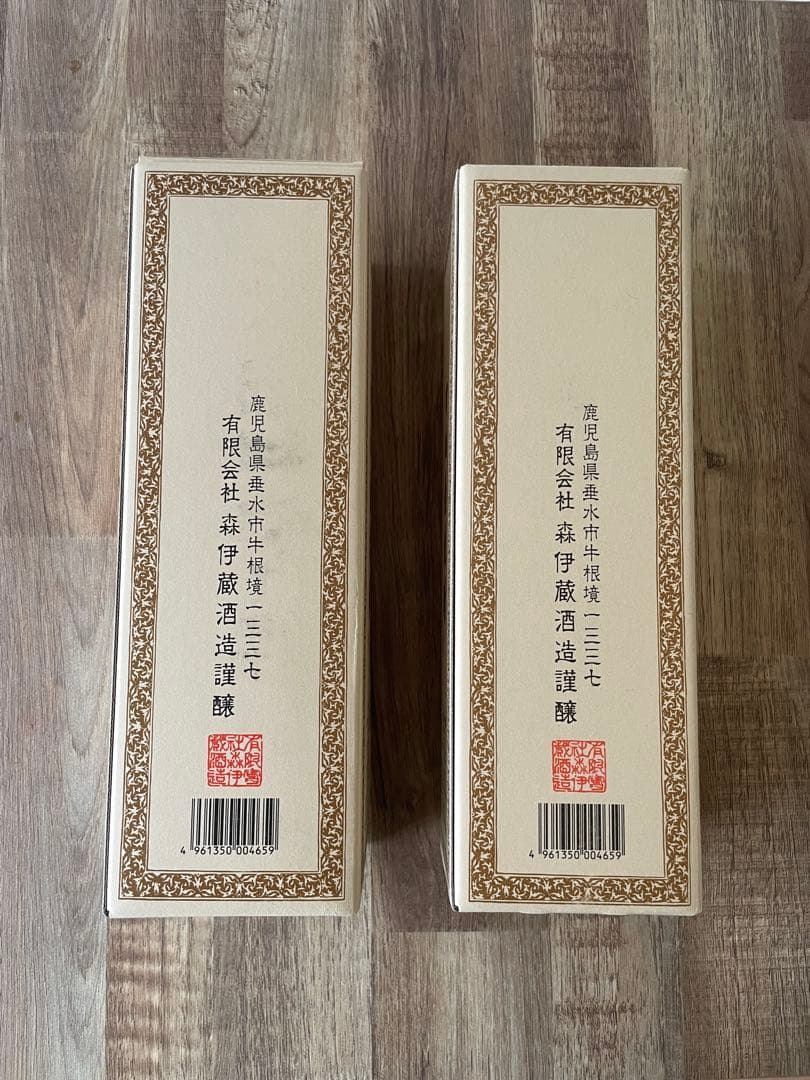 鹿児島県垂水市牛根境一三三七
有限会社 森伊蔵酒造謹醸
有限會
社森伊
蔵酒造
4 961350 004659
鹿児島県垂水市牛根境一三三七
有限会社 森伊蔵酒造謹醸
有限會
社森伊
蔵酒造
4 961350 004659